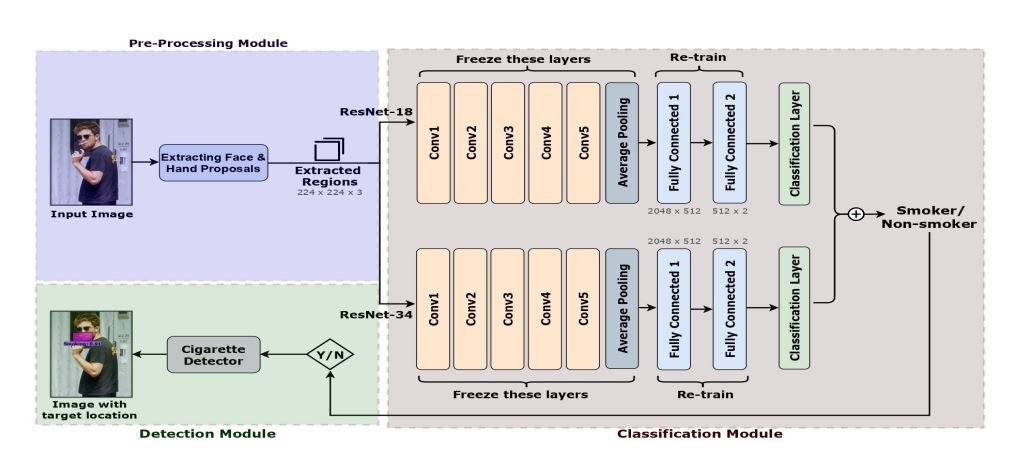 Pre-Processing Module
Input Image
Extracting Face &
Hand Proposals
Extracted
Regions
224 x 224 x 3
ResNet-18
Freeze these layers
Re-train
Conv1
Conv2
Conv3
Conv4
Conv5
Average Pooling
Fully Connected 1
Fully Connected 2
Classification Layer
2048 x 512
512 x 2
Smoker/
Non-smoker
ResNet-34
2048 x 512
512 x 2
Conv1
Conv2
Conv3
Conv4
Conv5
Average Pooling
Fully Connected 1
Fully Connected 2
Classification Layer
Freeze these layers
Re-train
Classification Module
Y/N
Cigarette
Detector
Image with
target location
Detection Module